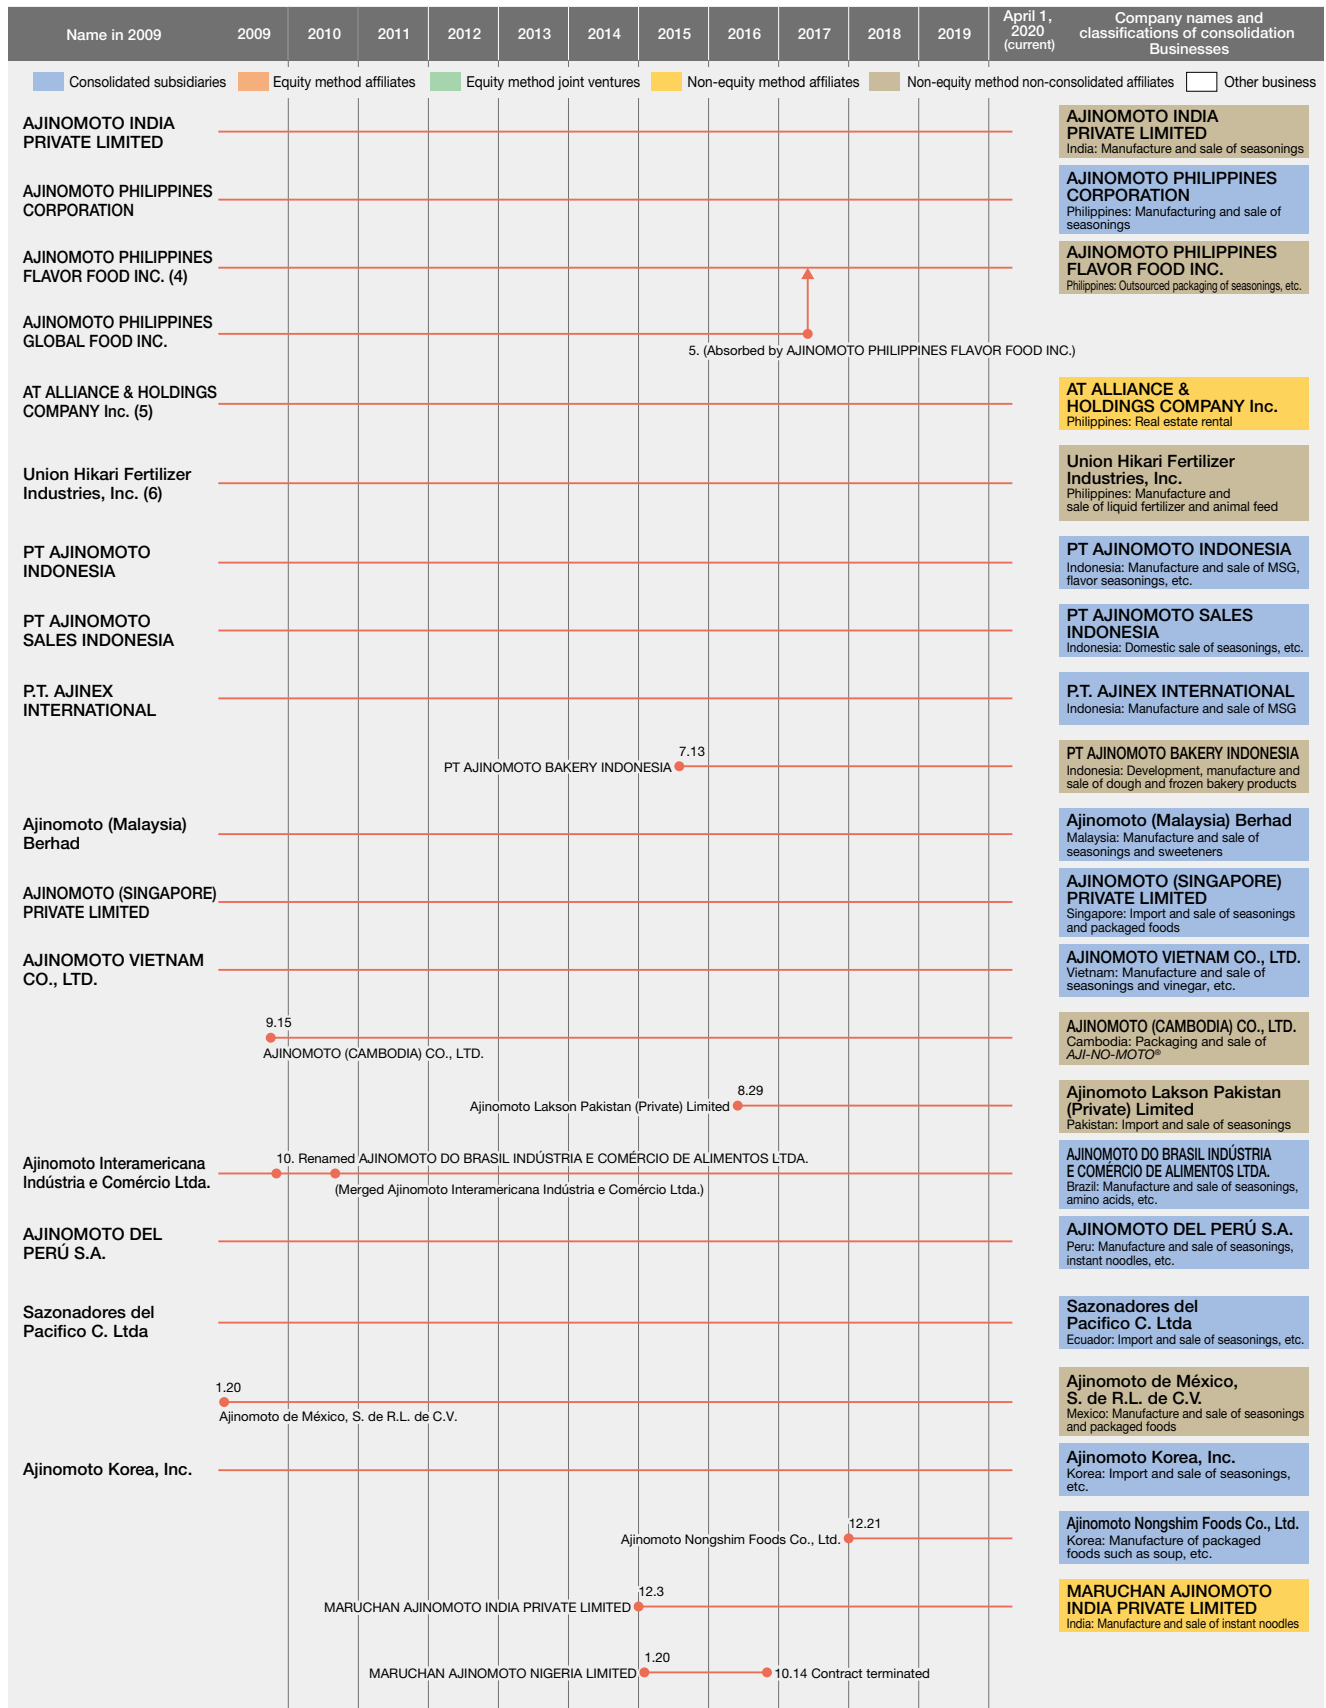 Name in 2009
2009
2010
2011
2012
2013
2014
2015
2016
2017
2018
2019
April 1,
2020
(current)
Company names and
classifications of consolidation
Businesses
Consolidated subsidiaries
Equity method affiliates
Equity method joint ventures
Non-equity method affiliates
Non-equity method non-consolidated affiliates
Other business
AJINOMOTO INDIA
PRIVATE LIMITED
AJINOMOTO INDIA
PRIVATE LIMITED
India: Manufacture and sale of seasonings
AJINOMOTO PHILIPPINES
CORPORATION
AJINOMOTO PHILIPPINES
CORPORATION
Philippines: Manufacturing and sale of
seasonings
AJINOMOTO PHILIPPINES
FLAVOR FOOD INC. (4)
AJINOMOTO PHILIPPINES
FLAVOR FOOD INC.
Philippines: Outsourced packaging of seasonings, etc.
AJINOMOTO PHILIPPINES
GLOBAL FOOD INC.
5. (Absorbed by AJINOMOTO PHILIPPINES FLAVOR FOOD INC.)
AT ALLIANCE & HOLDINGS
COMPANY Inc. (5)
AT ALLIANCE &
HOLDINGS COMPANY Inc.
Philippines: Real estate rental
Union Hikari Fertilizer
Industries, Inc. (6)
Union Hikari Fertilizer
Industries, Inc.
Philippines: Manufacture and
sale of liquid fertilizer and animal feed
PT AJINOMOTO
INDONESIA
PT AJINOMOTO INDONESIA
Indonesia: Manufacture and sale of MSG,
flavor seasonings, etc.
PT AJINOMOTO
SALES INDONESIA
PT AJINOMOTO SALES
INDONESIA
Indonesia: Domestic sale of seasonings, etc.
P.T. AJINEX
INTERNATIONAL
P.T. AJINEX INTERNATIONAL
Indonesia: Manufacture and sale of MSG
7.13
PT AJINOMOTO BAKERY INDONESIA
PT AJINOMOTO BAKERY INDONESIA
Indonesia: Development, manufacture and
sale of dough and frozen bakery products
Ajinomoto (Malaysia)
Berhad
Ajinomoto (Malaysia) Berhad
Malaysia: Manufacture and sale of
seasonings and sweeteners
AJINOMOTO (SINGAPORE)
PRIVATE LIMITED
AJINOMOTO (SINGAPORE)
PRIVATE LIMITED
Singapore: Import and sale of seasonings
and packaged foods
AJINOMOTO VIETNAM
CO., LTD.
AJINOMOTO VIETNAM CO., LTD.
Vietnam: Manufacture and sale of
seasonings and vinegar, etc.
9.15
AJINOMOTO (CAMBODIA) CO., LTD.
AJINOMOTO (CAMBODIA) CO., LTD.
Cambodia: Packaging and sale of
AJI-NO-MOTO®
8.29
Ajinomoto Lakson Pakistan (Private) Limited
Ajinomoto Lakson Pakistan
(Private) Limited
Pakistan: Import and sale of seasonings
Ajinomoto Interamericana
Indústria e Comércio Ltda.
10. Renamed AJINOMOTO DO BRASIL INDÚSTRIA E COMÉRCIO DE ALIMENTOS LTDA.
(Merged Ajinomoto Interamericana Indústria e Comércio Ltda.)
AJINOMOTO DO BRASIL INDÚSTRIA
E COMÉRCIO DE ALIMENTOS LTDA.
Brazil: Manufacture and sale of seasonings,
amino acids, etc.
AJINOMOTO DEL
PERÚ S.A.
AJINOMOTO DEL PERÚ S.A.
Peru: Manufacture and sale of seasonings,
instant noodles, etc.
Sazonadores del
Pacifico C. Ltda
Sazonadores del
Pacifico C. Ltda
Ecuador: Import and sale of seasonings, etc.
1.20
Ajinomoto de México, S. de R.L. de C.V.
Ajinomoto de México,
S. de R.L. de C.V.
Mexico: Manufacture and sale of seasonings
and packaged foods
Ajinomoto Korea, Inc.
Ajinomoto Korea, Inc.
Korea: Import and sale of seasonings,
etc.
12.21
Ajinomoto Nongshim Foods Co., Ltd.
Ajinomoto Nongshim Foods Co., Ltd.
Korea: Manufacture of packaged
foods such as soup, etc.
12.3
MARUCHAN AJINOMOTO INDIA PRIVATE LIMITED
MARUCHAN AJINOMOTO
INDIA PRIVATE LIMITED
India: Manufacture and sale of instant noodles
1.20
MARUCHAN AJINOMOTO NIGERIA LIMITED
10.14 Contract terminated